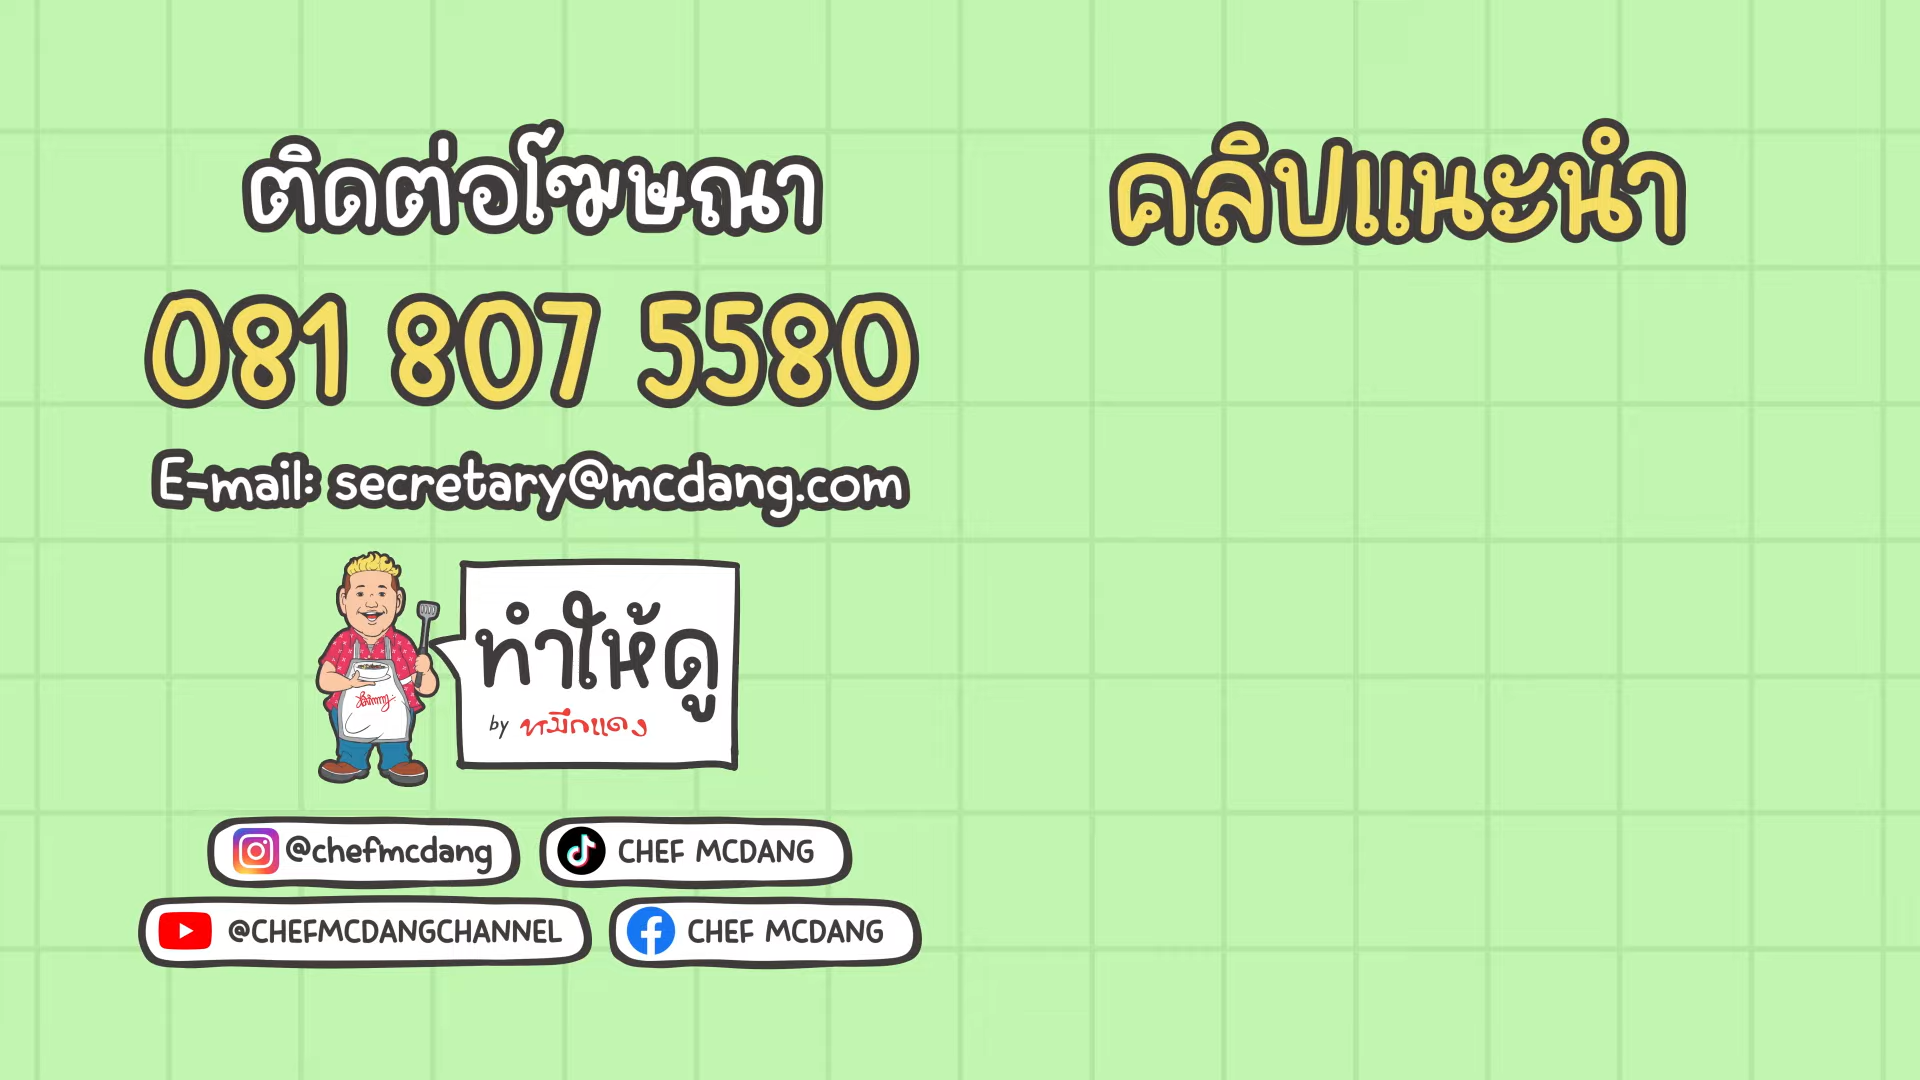 ติดต่อโฆษณา
081 807 5580
E-mail: secretary@mcdang.com
ทำให้ดู
by หมึกแดง
@chefmcdang
CHEF MCDANG
@CHEFMCDANGCHANNEL
CHEF MCDANG
คลิปแนะนำ